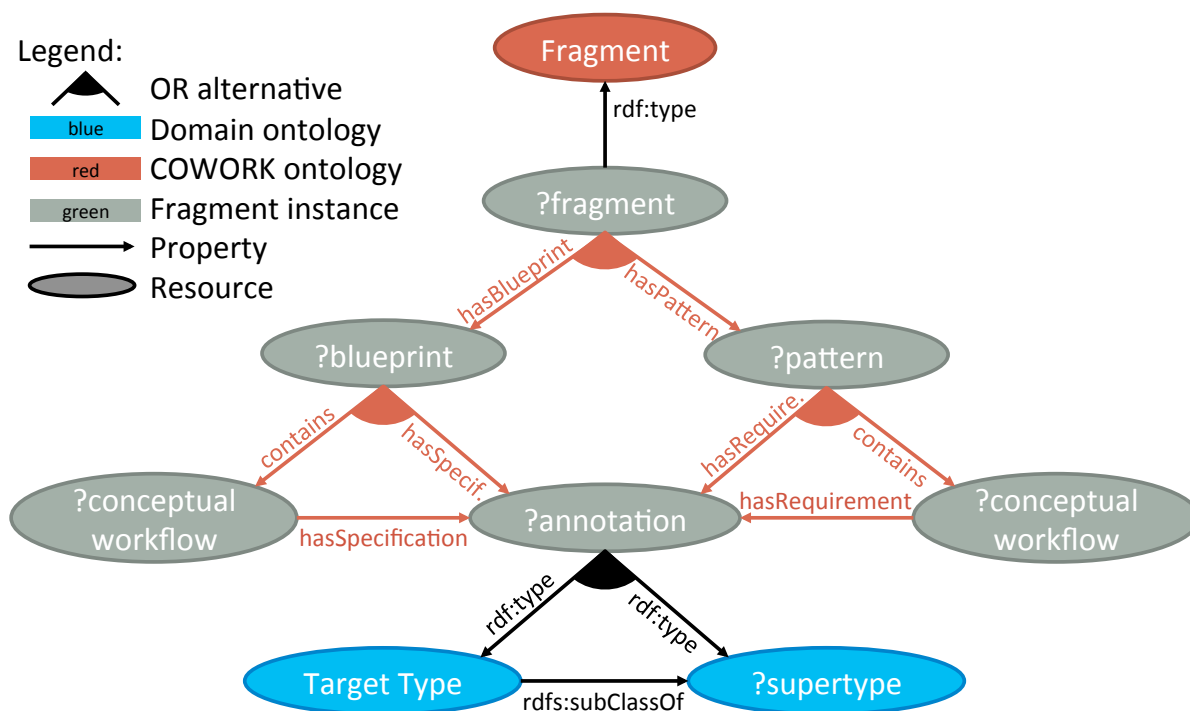 Legend:
OR alternative
blue
Domain ontology
red
COWORK ontology
green
Fragment instance
Property
Resource
Fragment
rdf:type
?fragment
hasBlueprint
hasPattern
?blueprint
?pattern
contains
hasSpecif.
hasRequire.
contains
?conceptual
workflow
hasSpecification
?annotation
hasRequirement
?conceptual
workflow
rdf:type
rdf:type
Target Type
rdfs:subClassOf
?supertype